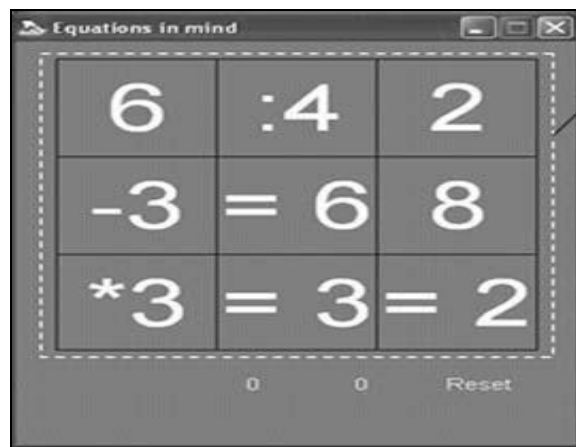 Equations in mind
6 :4 2
-3 = 6 8
*3 = 3 = 2
0 0 Reset